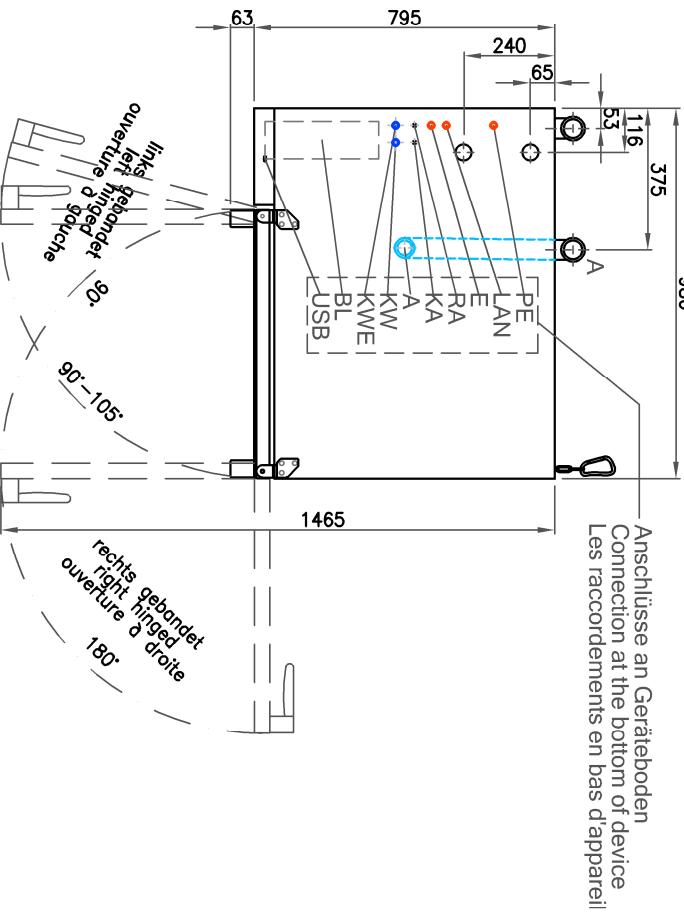 63
795
240
65
53
116
375
A
PE
LAN
E
RA
KA
A
KW
KWE
BL
USB
links gebandet
left hinged
ouverture à gauche
90°
90°-105°
1465
rechts gebandet
right hinged
ouverture à droite
180°
Anschlüsse an Geräteboden
Connection at the bottom of device
Les raccordements en bas d'appareil